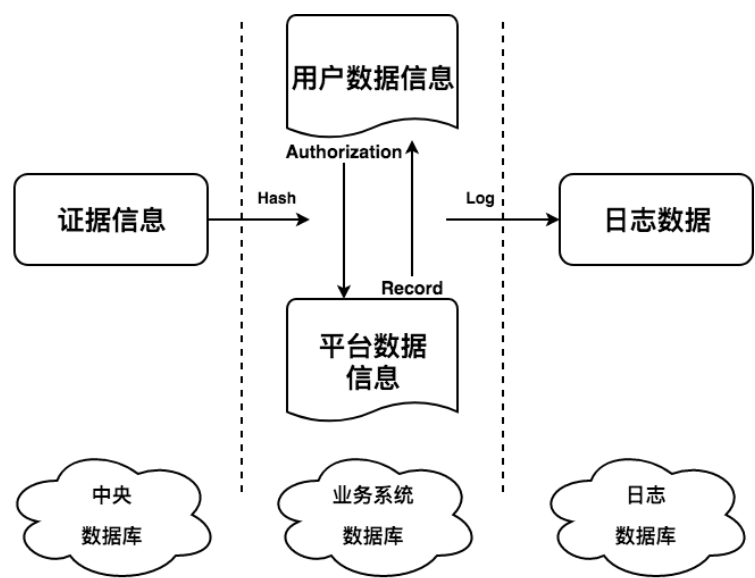 用户数据信息
Authorization
证据信息
Hash
Log
日志数据
Record
平台数据
信息
中央
数据库
业务系统
数据库
日志
数据库